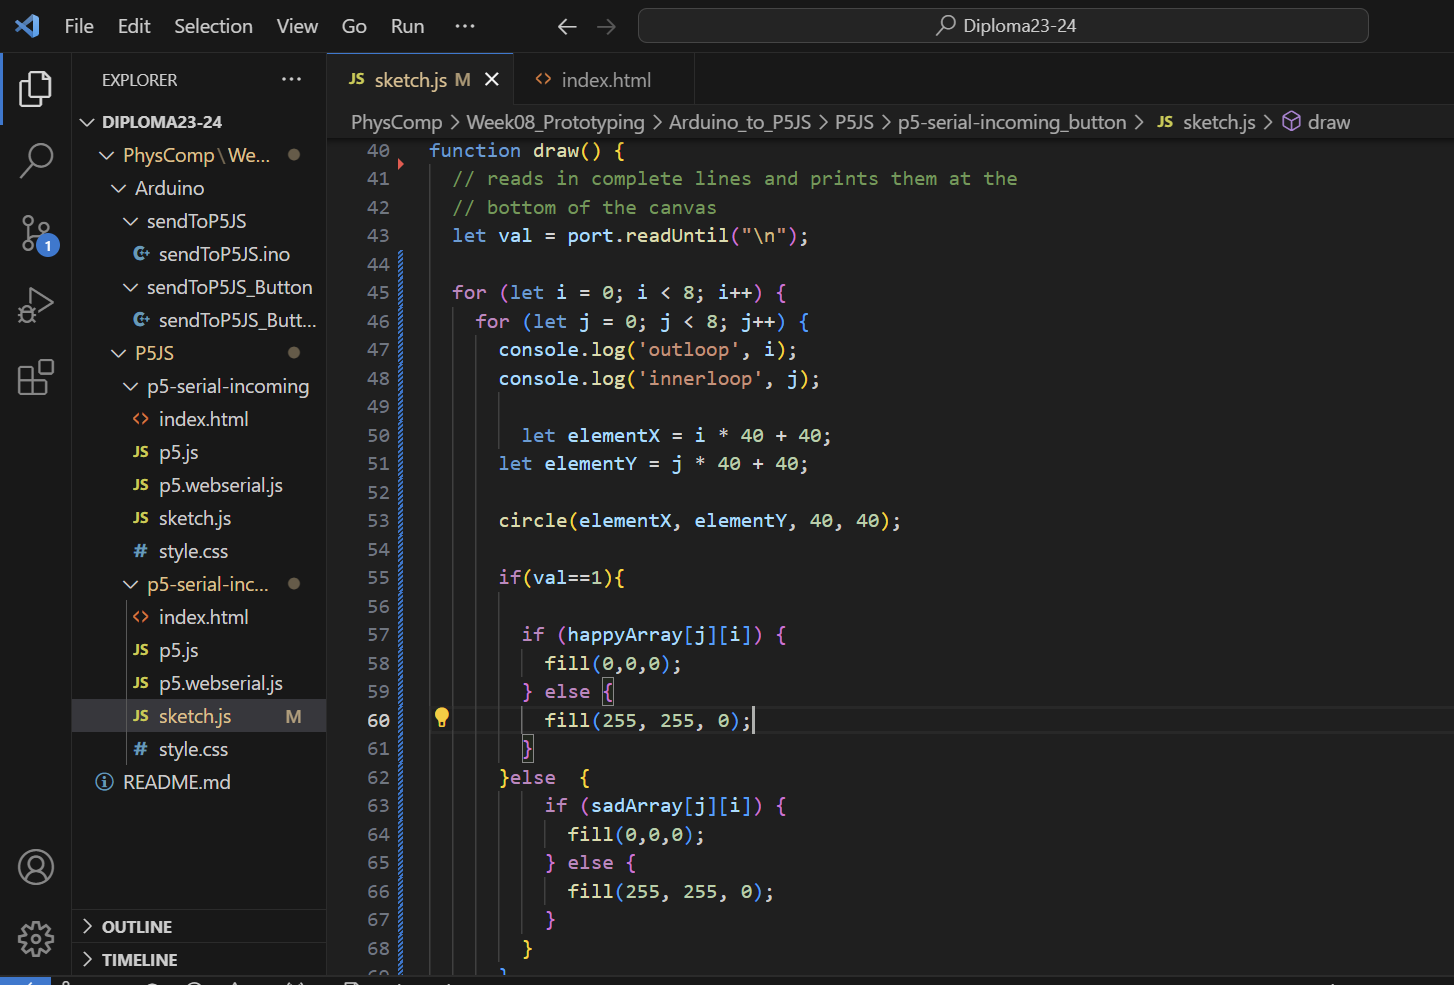 File Edit Selection View Go Run ···
Diploma23-24
EXPLORER ···
JS sketch.js M
index.html
DIPLOMA23-24
PhysComp > Week08_Prototyping > Arduino_to_P5JS > P5JS > p5-serial-incoming_button > JS sketch.js > draw
PhysComp\We...
Arduino
sendToP5JS
sendToP5JS.ino
sendToP5JS_Button
sendToP5JS_Butt...
P5JS
p5-serial-incoming
index.html
JS p5.js
JS p5.webserial.js
JS sketch.js
# style.css
p5-serial-inc...
index.html
JS p5.js
JS p5.webserial.js
JS sketch.js M
# style.css
README.md
OUTLINE
TIMELINE
1
40 function draw() {
41 // reads in complete lines and prints them at the
42 // bottom of the canvas
43 let val = port.readUntil("\n");
44
45 for (let i = 0; i < 8; i++) {
46 for (let j = 0; j < 8; j++) {
47 console.log('outloop', i);
48 console.log('innerloop', j);
49
50 let elementX = i * 40 + 40;
51 let elementY = j * 40 + 40;
52
53 circle(elementX, elementY, 40, 40);
54
55 if(val==1){
56
57 if (happyArray[j][i]) {
58 fill(0,0,0);
59 } else {
60 fill(255, 255, 0);
61 }
62 }else {
63 if (sadArray[j][i]) {
64 fill(0,0,0);
65 } else {
66 fill(255, 255, 0);
67 }
68 }